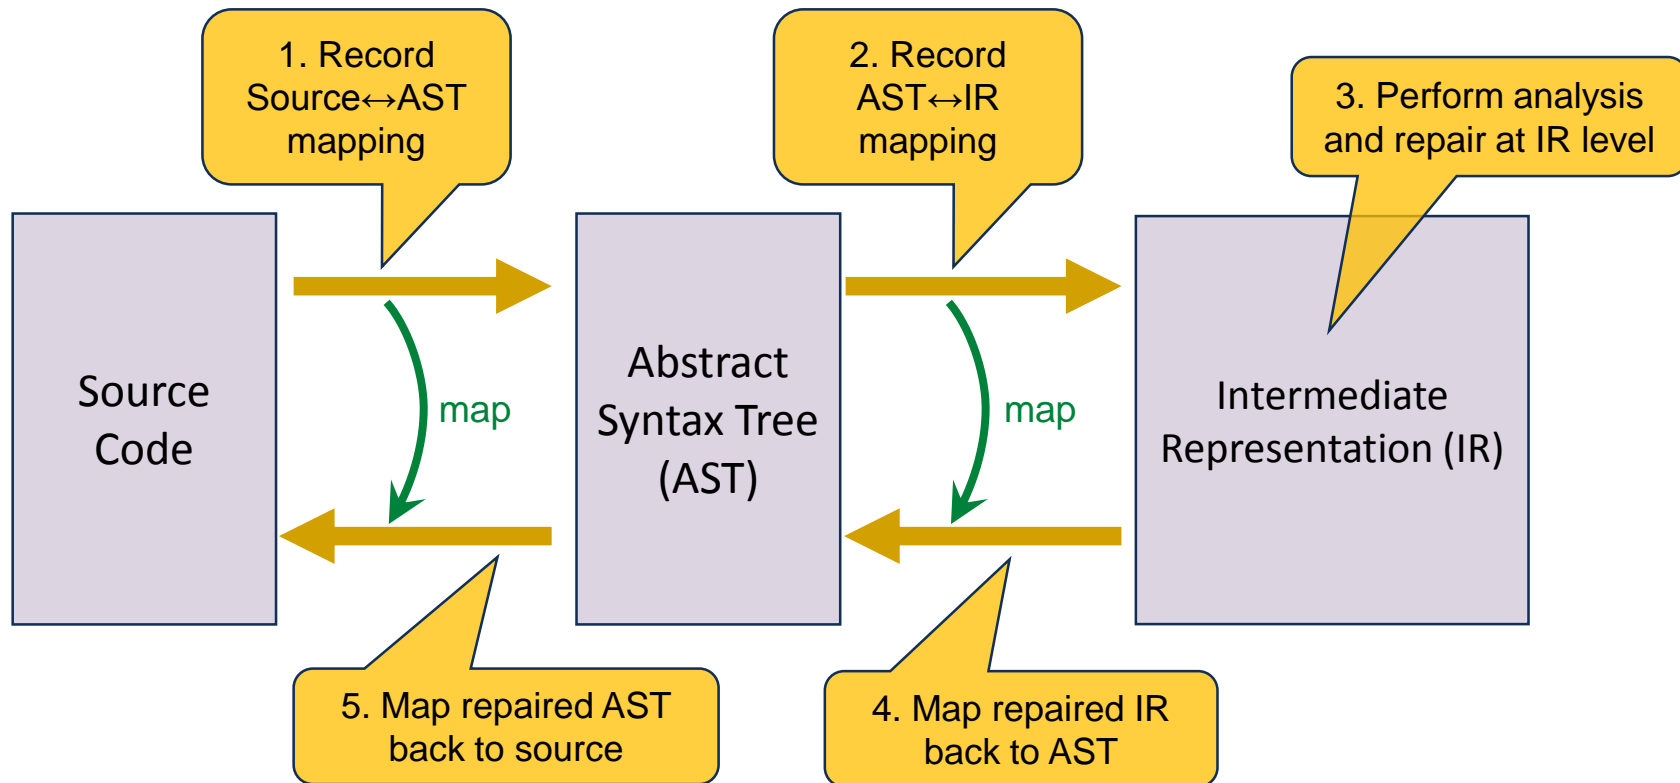 1. Record
Source↔AST
mapping
2. Record
AST↔IR
mapping
3. Perform analysis
and repair at IR level
Source
Code
map
Abstract
Syntax Tree
(AST)
map
Intermediate
Representation (IR)
5. Map repaired AST
back to source
4. Map repaired IR
back to AST